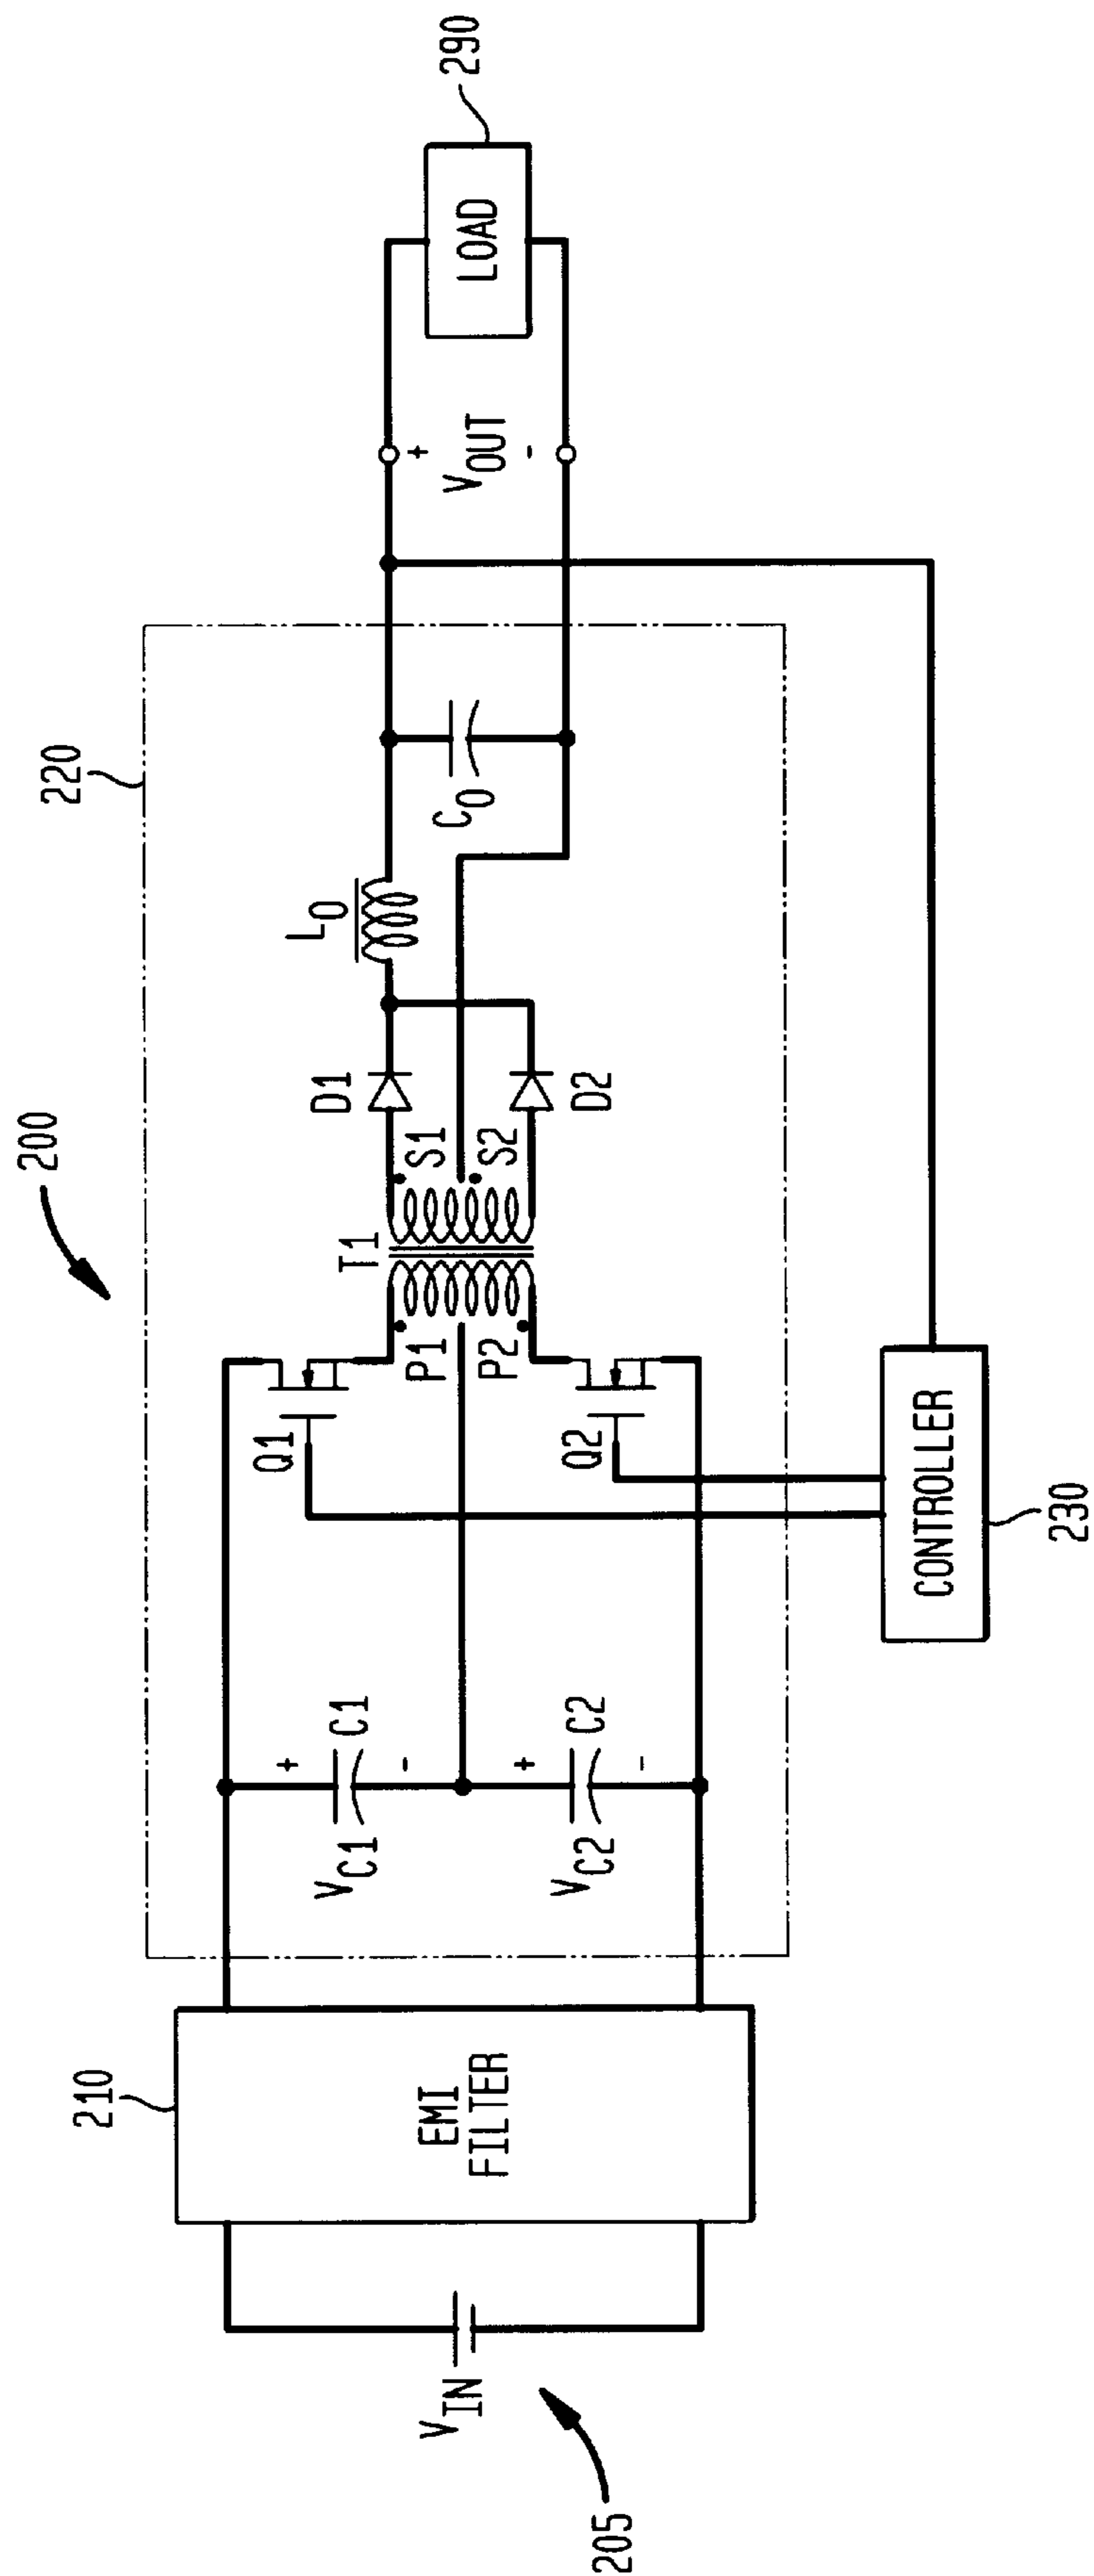 200
220
210
205
V_IN
EMI
FILTER
V_C1
+
-
C1
V_C2
+
-
C2
Q1
Q2
P1
P2
T1
S1
S2
D1
D2
L_O
C_O
+
V_OUT
-
LOAD
290
CONTROLLER
230